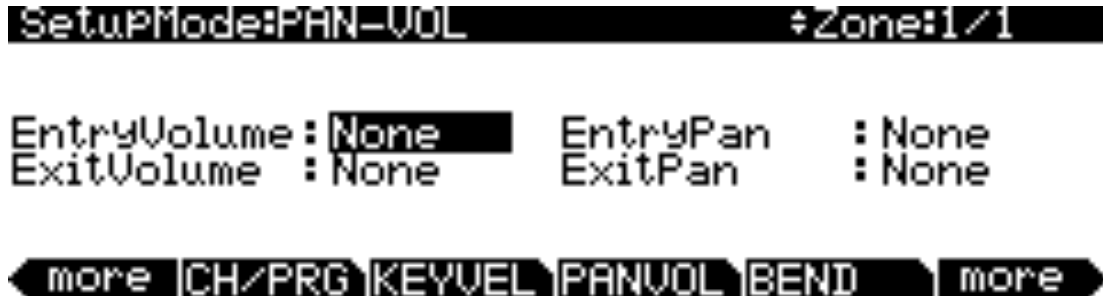 SetupMode:PAN-VOL ♦Zone:1/1
EntryVolume:None EntryPan :None
ExitVolume :None ExitPan :None
more CH/PRG KEYVEL PANVOL BEND more